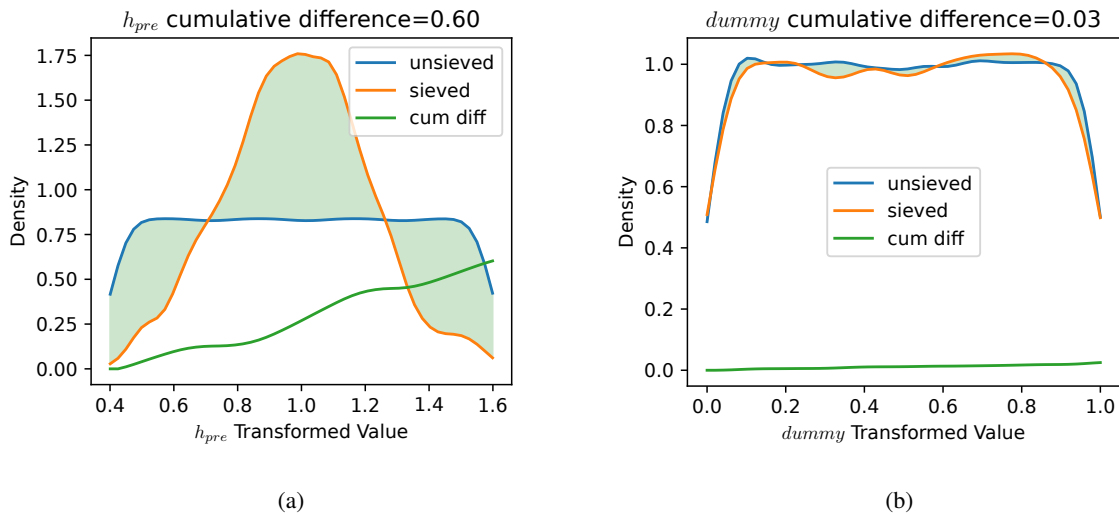 h_pre cumulative difference=0.60
1.75
1.50
1.25
1.00
0.75
0.50
0.25
0.00
Density
unsieved
sieved
cum diff
0.4 0.6 0.8 1.0 1.2 1.4 1.6
h_pre Transformed Value
(a)
dummy cumulative difference=0.03
1.0
0.8
0.6
0.4
0.2
0.0
Density
unsieved
sieved
cum diff
0.0 0.2 0.4 0.6 0.8 1.0
dummy Transformed Value
(b)